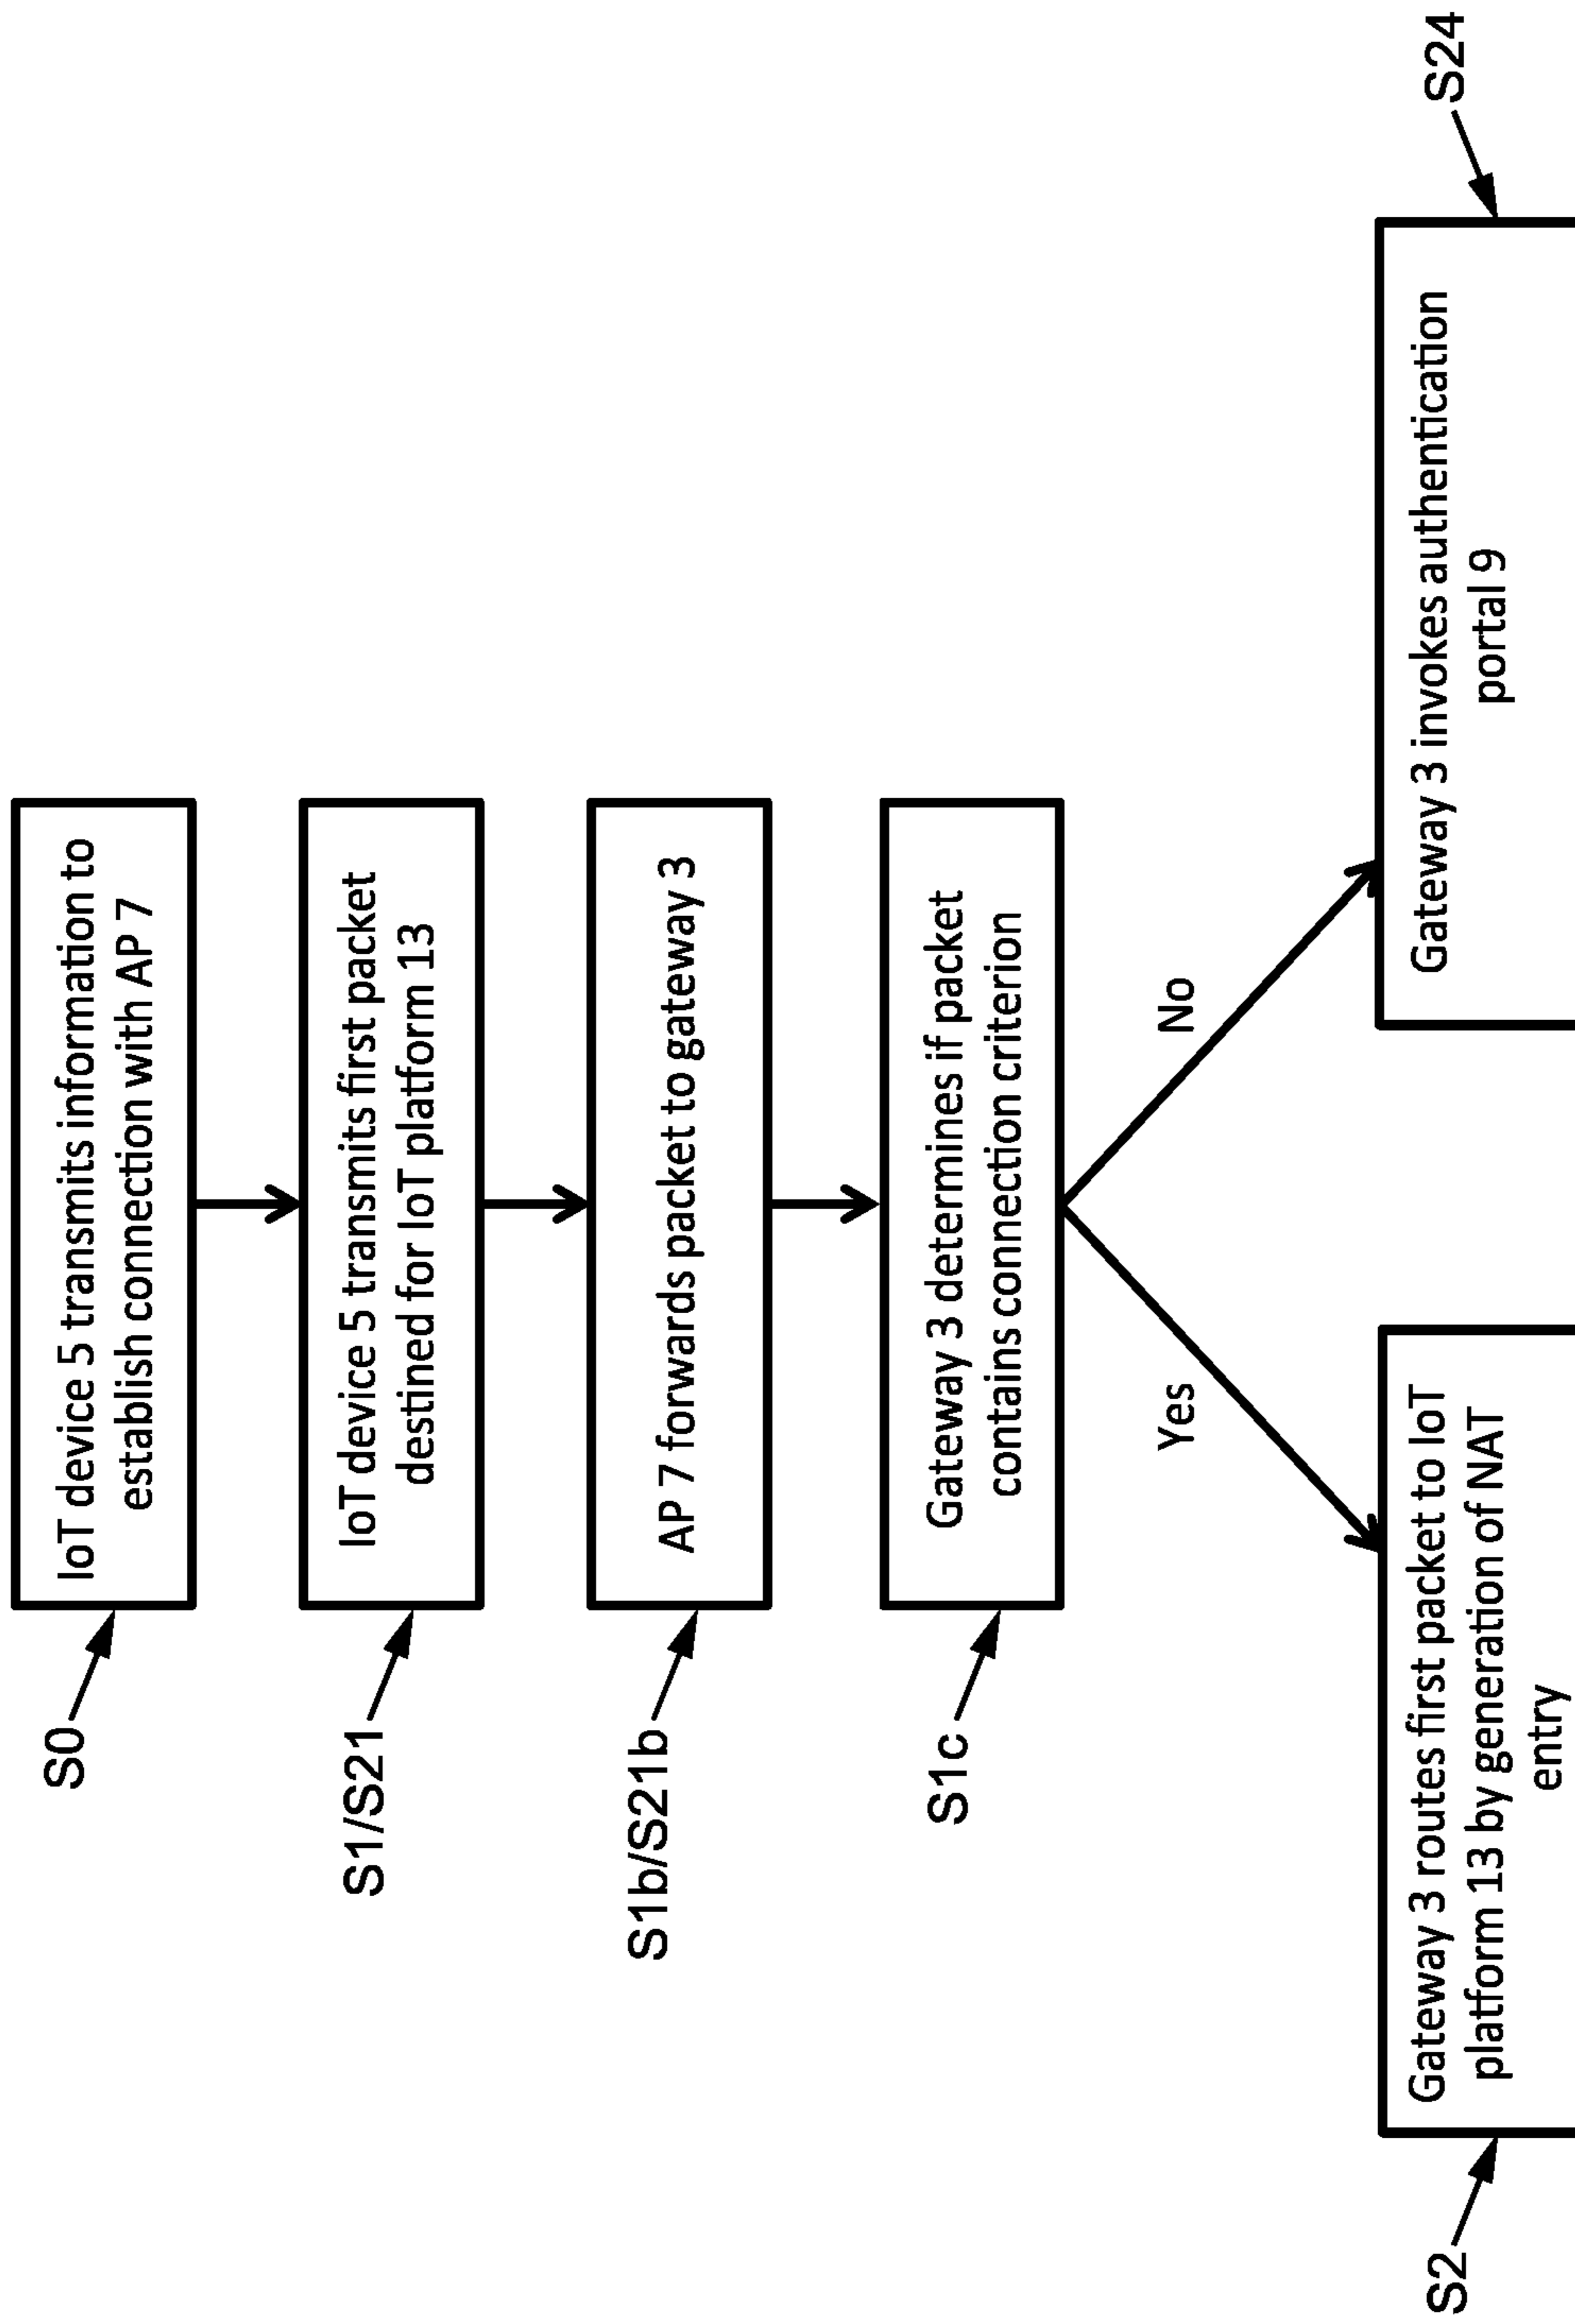 S0
IoT device 5 transmits information to
establish connection with AP 7
S1/S21
IoT device 5 transmits first packet
destined for IoT platform 13
S1b/S21b
AP 7 forwards packet to gateway 3
S1c
Gateway 3 determines if packet
contains connection criterion
Yes
No
S2
Gateway 3 routes first packet to IoT
platform 13 by generation of NAT
entry
Gateway 3 invokes authentication
portal 9
S24